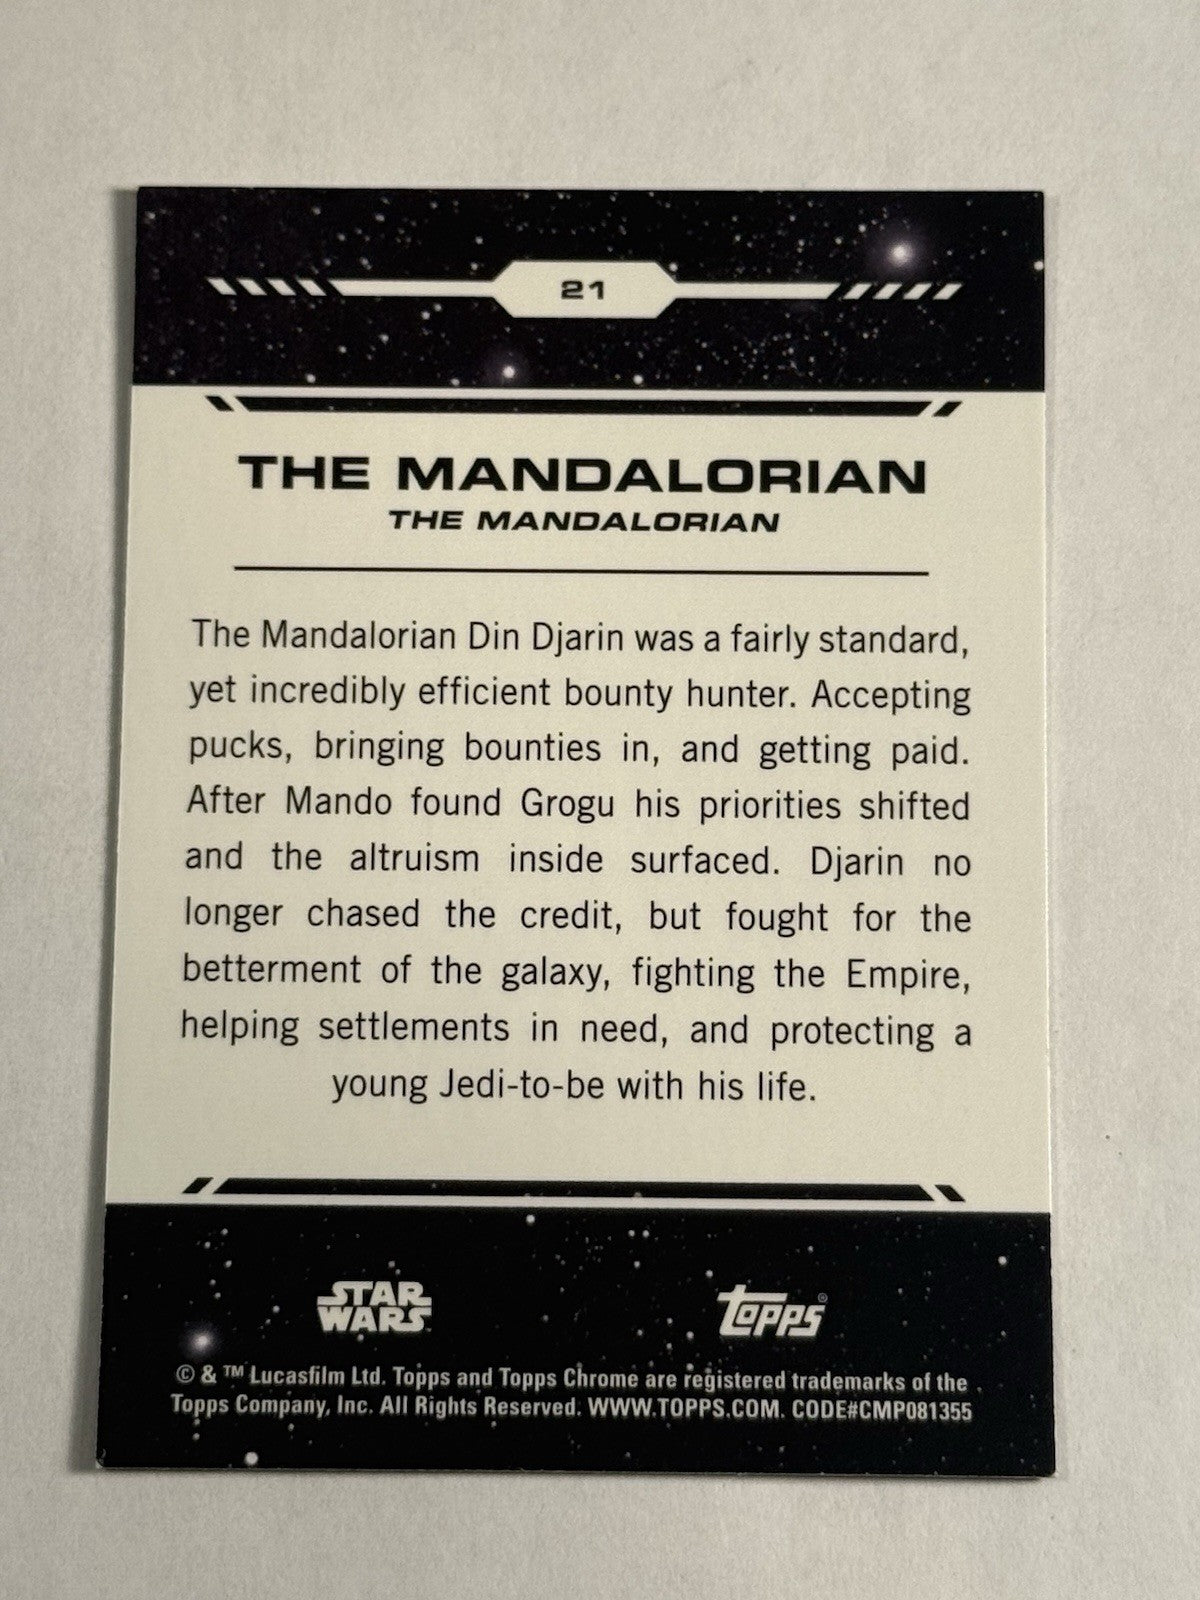 21
THE MANDALORIAN
THE MANDALORIAN
The Mandalorian Din Djarin was a fairly standard,
yet incredibly efficient bounty hunter. Accepting
pucks, bringing bounties in, and getting paid.
After Mando found Grogu his priorities shifted
and the altruism inside surfaced. Djarin no
longer chased the credit, but fought for the
betterment of the galaxy, fighting the Empire,
helping settlements in need, and protecting a
young Jedi-to-be with his life.
STAR
WARS
topps®
© & ™ Lucasfilm Ltd. Topps and Topps Chrome are registered trademarks of the
Topps Company, Inc. All Rights Reserved. WWW.TOPPS.COM. CODE#CMP081355